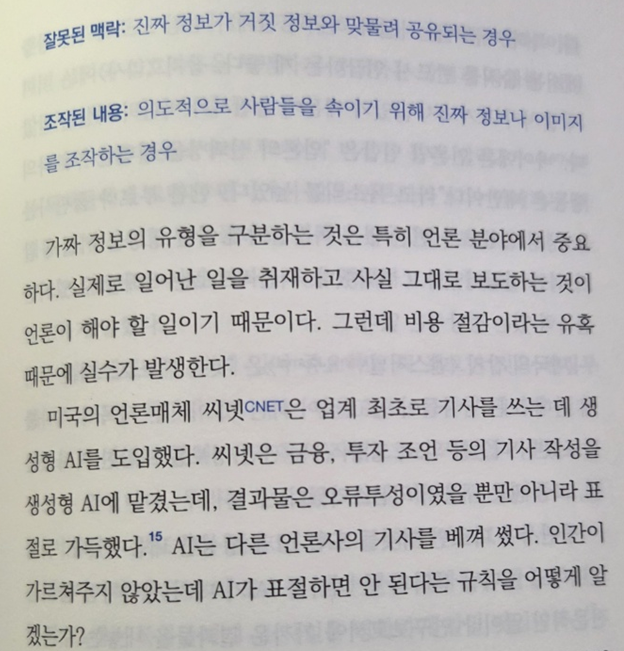 잘못된 맥락: 진짜 정보가 거짓 정보와 맞물려 공유되는 경우
조작된 내용: 의도적으로 사람들을 속이기 위해 진짜 정보나 이미지
를 조작하는 경우
가짜 정보의 유형을 구분하는 것은 특히 언론 분야에서 중요
하다. 실제로 일어난 일을 취재하고 사실 그대로 보도하는 것이
언론이 해야 할 일이기 때문이다. 그런데 비용 절감이라는 유혹
때문에 실수가 발생한다.
미국의 언론매체 씨넷CNET은 업계 최초로 기사를 쓰는 데 생
성형 AI를 도입했다. 씨넷은 금융, 투자 조언 등의 기사 작성을
생성형 AI에 맡겼는데, 결과물은 오류투성이였을 뿐만 아니라 표
절로 가득했다.15 AI는 다른 언론사의 기사를 베껴 썼다. 인간이
가르쳐주지 않았는데 AI가 표절하면 안 된다는 규칙을 어떻게 알
겠는가?